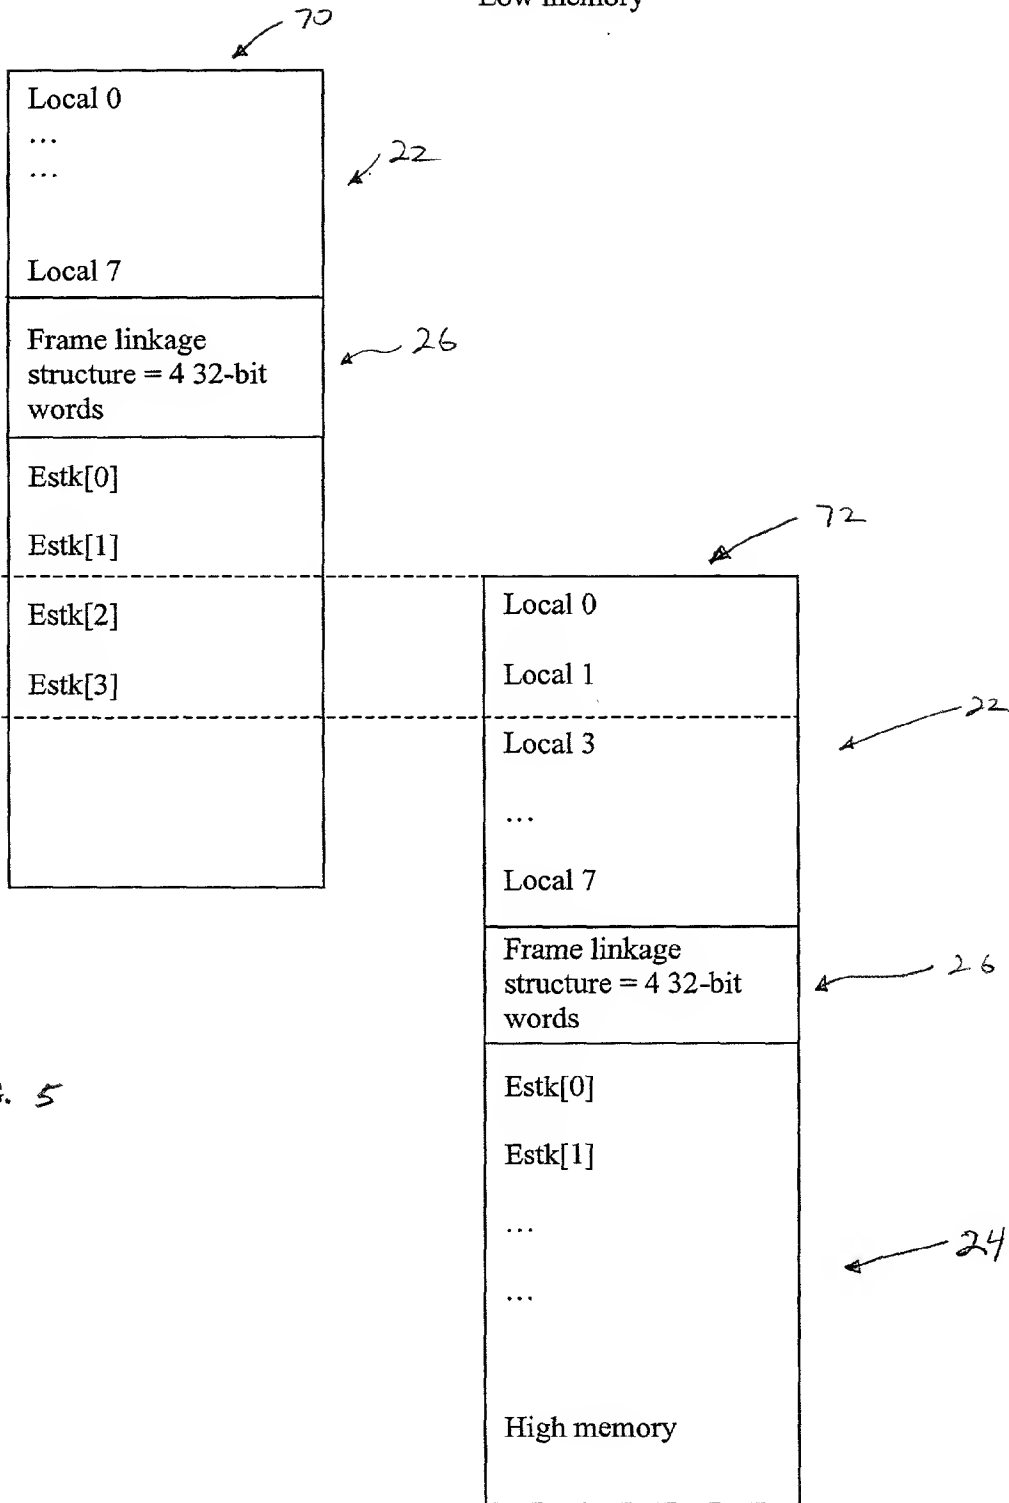 Low memory
70
Local 0
...
...
22
Local 7
Frame linkage
structure = 4 32-bit
words
26
Estk[0]
Estk[1]
Estk[2]
Estk[3]
72
Local 0
Local 1
Local 3
...
Local 7
22
Frame linkage
structure = 4 32-bit
words
26
5
Estk[0]
Estk[1]
...
...
24
High memory